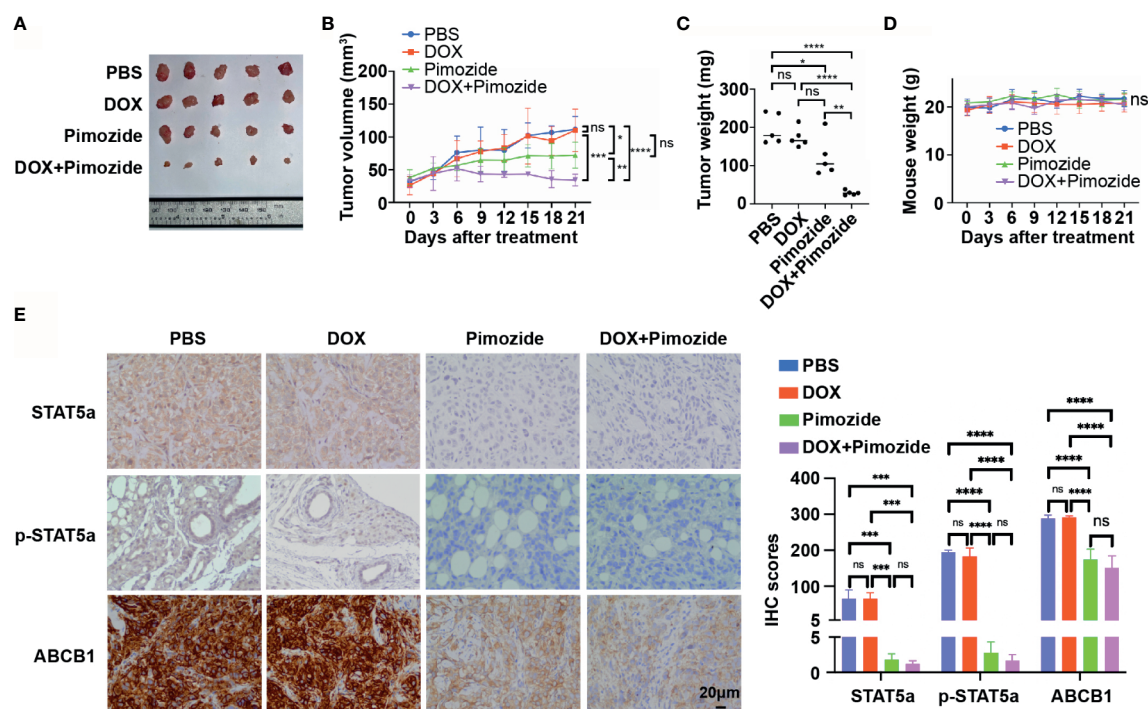 A
PBS
DOX
Pimozide
DOX+Pimozide
B
PBS
DOX
Pimozide
DOX+Pimozide
Tumor volumne (mm³)
200
150
100
50
0
0 3 6 9 12 15 18 21
Days after treatment
ns
*
***
**
****
ns
C
Tumor weight (mg)
300
200
100
0
****
*
ns
****
ns
**
PBS
DOX
Pimozide
DOX+Pimozide
D
Mouse weight (g)
20
10
0
PBS
DOX
Pimozide
DOX+Pimozide
ns
0 3 6 9 12 15 18 21
Days after treatment
E
PBS DOX Pimozide DOX+Pimozide
STAT5a
p-STAT5a
ABCB1
20μm
PBS
DOX
Pimozide
DOX+Pimozide
IHC scores
400
300
200
100
5
5
0
***
***
***
ns *** ns
****
****
****
ns **** ns
****
****
****
ns **** ns
STAT5a p-STAT5a ABCB1